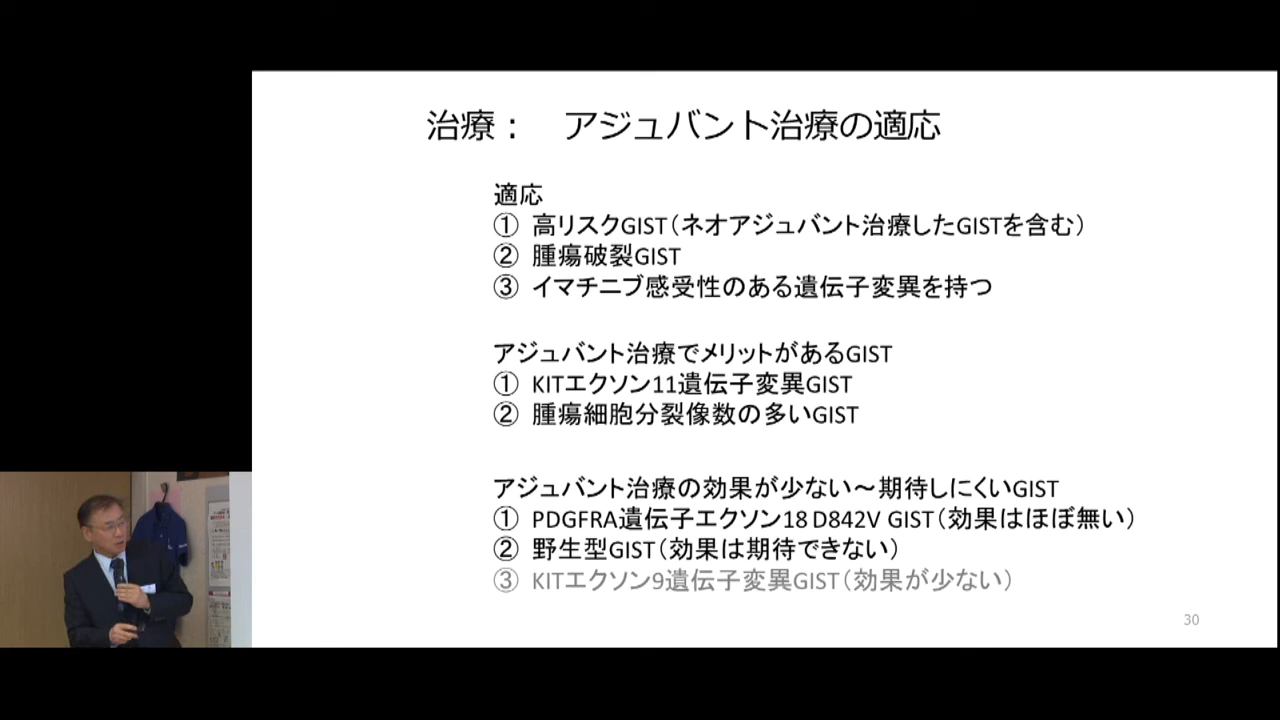 治療： アジュバント治療の適応
適応
① 高リスクGIST（ネオアジュバント治療したGISTを含む）
② 腫瘍破裂GIST
③ イマチニブ感受性のある遺伝子変異を持つ
アジュバント治療でメリットがあるGIST
① KITエクソン11遺伝子変異GIST
② 腫瘍細胞分裂像数の多いGIST
アジュバント治療の効果が少ない～期待しにくいGIST
① PDGFRA遺伝子エクソン18 D842V GIST（効果はほぼ無い）
② 野生型GIST（効果は期待できない）
③ KITエクソン9遺伝子変異GIST（効果が少ない）
30